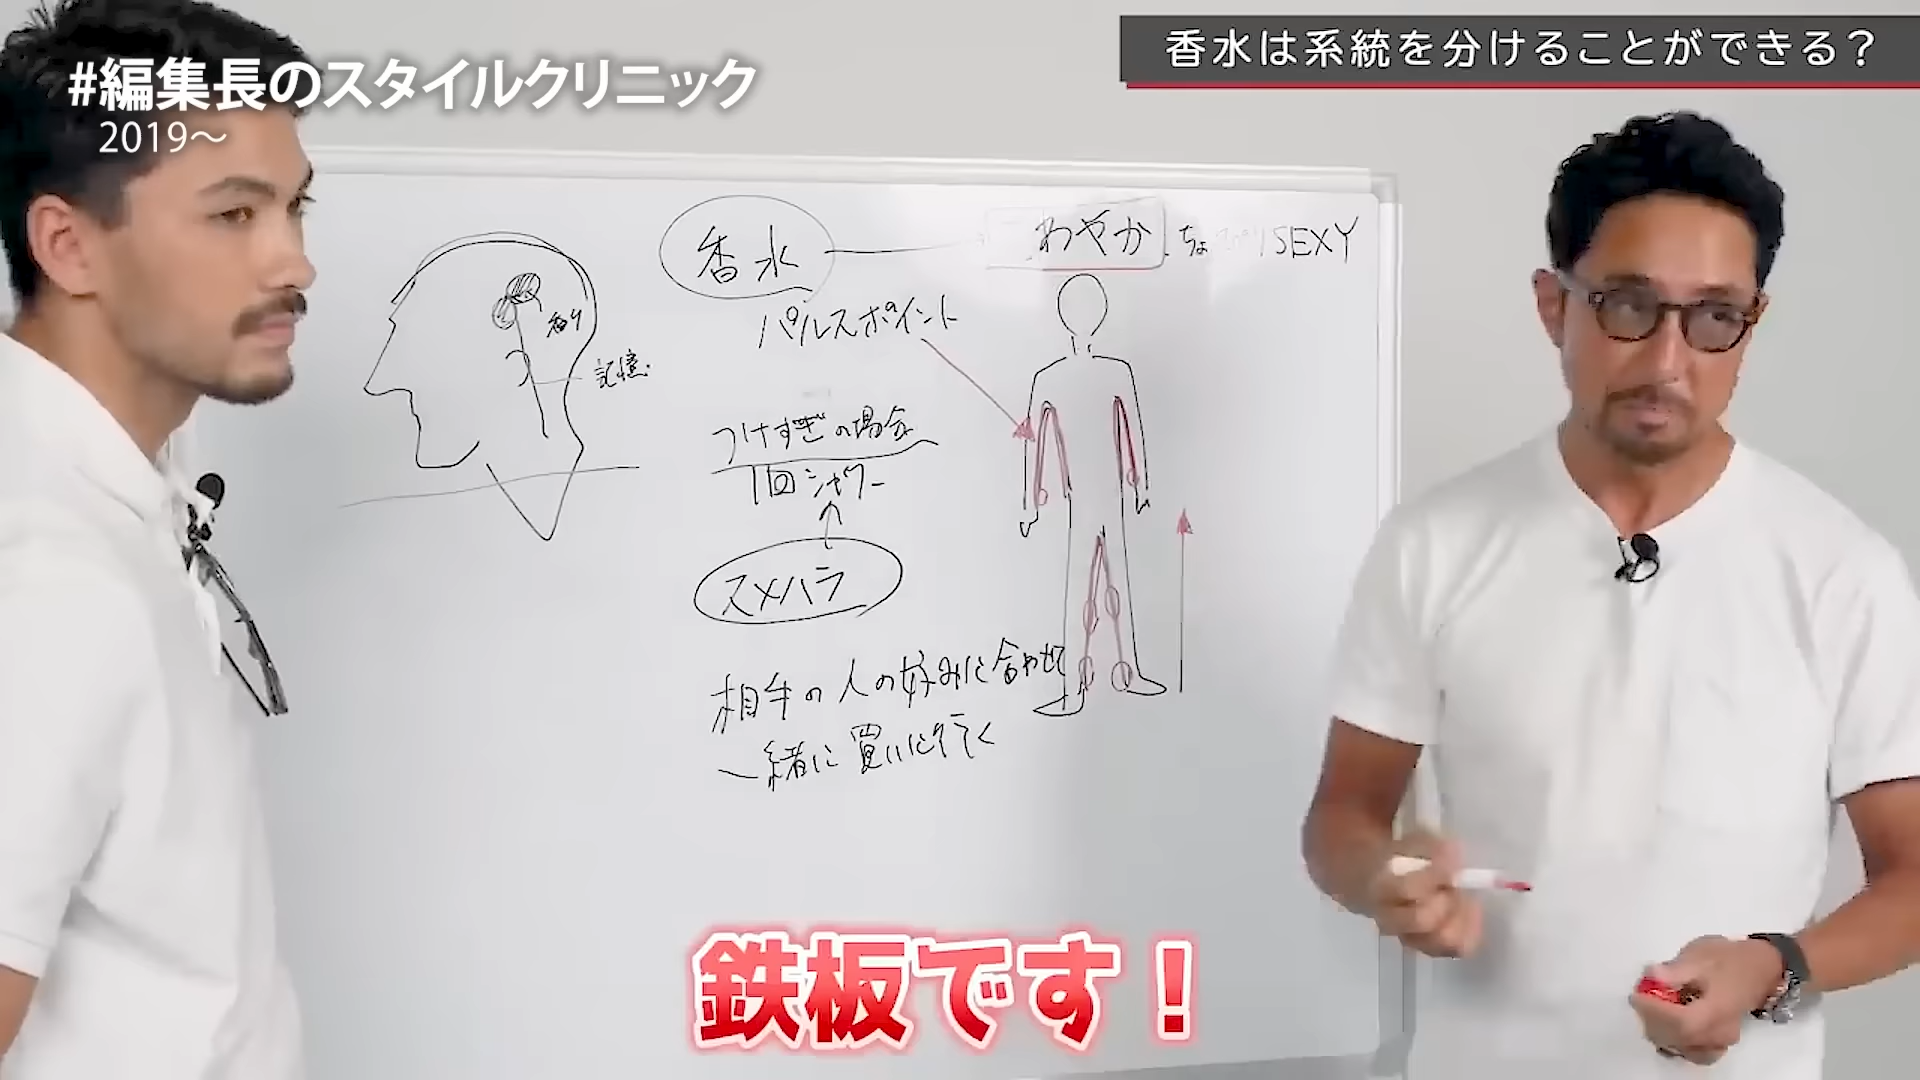 #編集長のスタイルクリニック
2019～
香水は系統を分けることができる？
香水
わやか
ちょ
SEXY
パルスポイント
香り
記憶
つけすぎの場合
1回シャワー
スメハラ
相手の人の好みに合わせて
一緒に買いに行く
鉄板です！